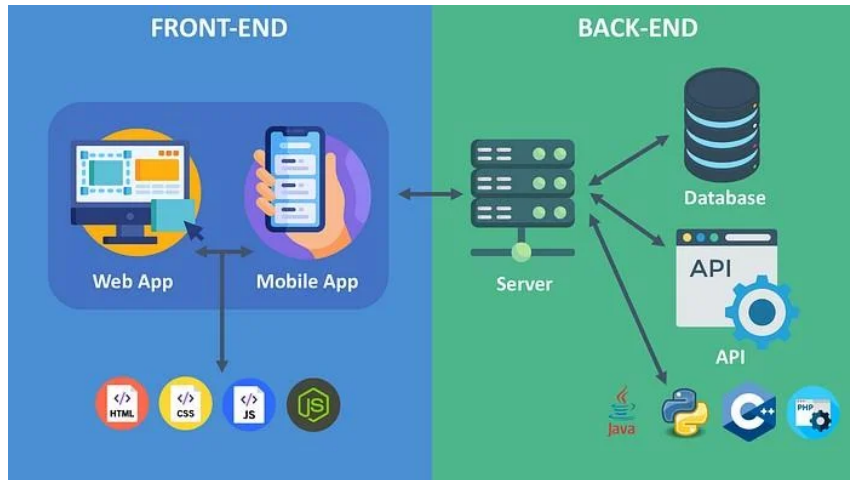 FRONT-END
Web App
Mobile App
</> HTML
</> CSS
</> JS
JS
BACK-END
Server
Database
API
API
Java
C++
PHP